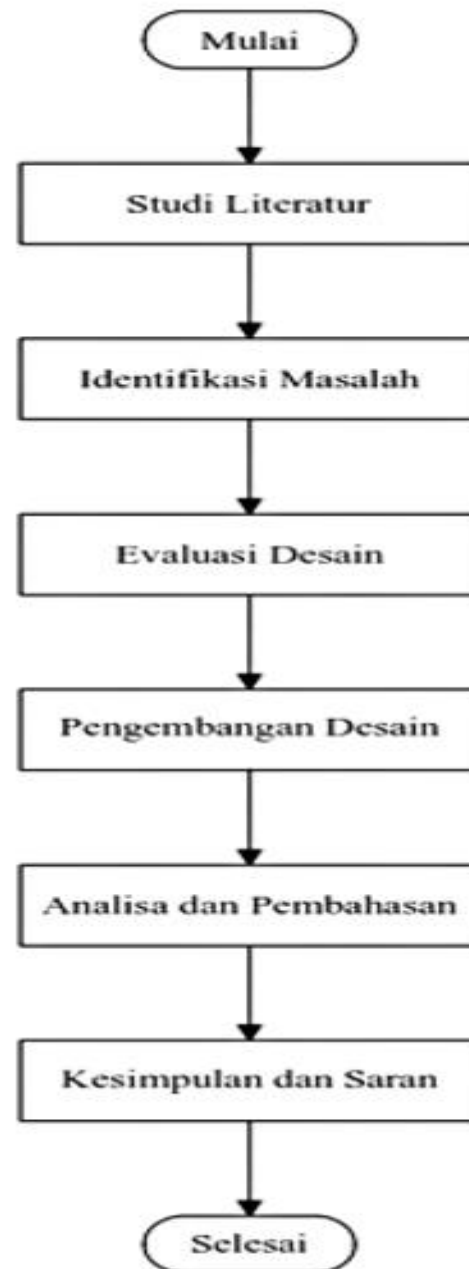 Mulai
Studi Literatur
Identifikasi Masalah
Evaluasi Desain
Pengembangan Desain
Analisa dan Pembahasan
Kesimpulan dan Saran
Selesai